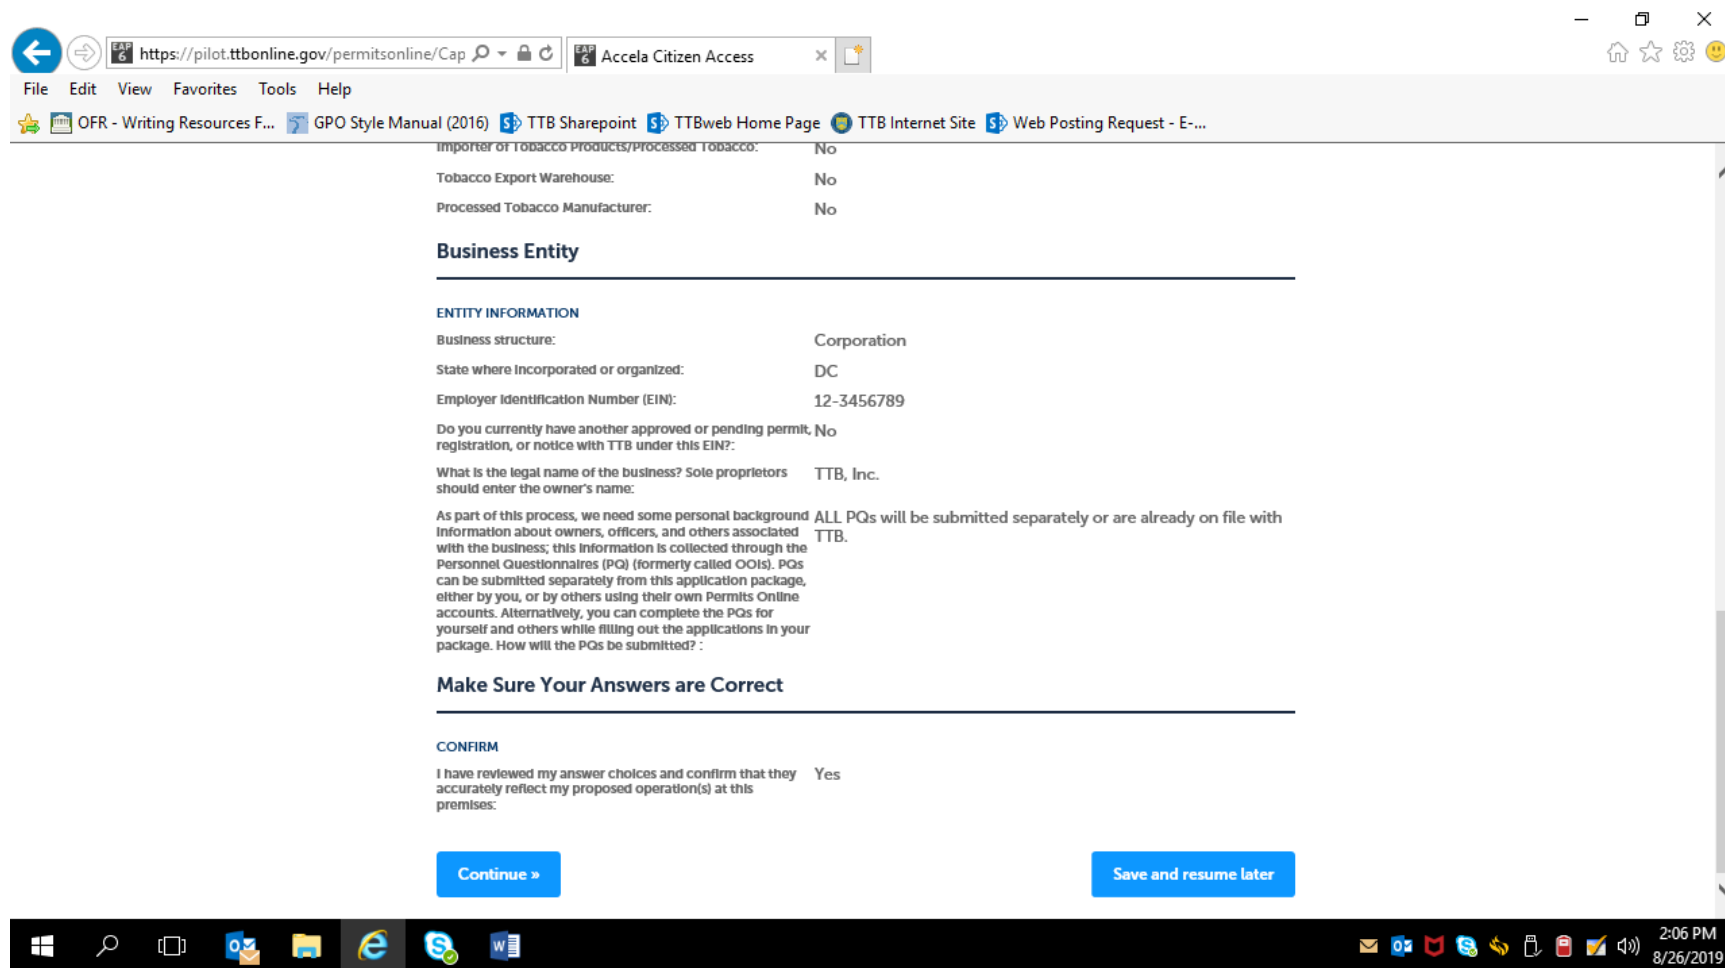 EAP
6
https://pilot.ttbonline.gov/permitsonline/Cap
EAP
6
Accela Citizen Access
File Edit View Favorites Tools Help
OFR - Writing Resources F... GPO Style Manual (2016) TTB Sharepoint TTBweb Home Page TTB Internet Site Web Posting Request - E-...
Importer of Tobacco Products/Processed Tobacco: No
Tobacco Export Warehouse: No
Processed Tobacco Manufacturer: No
Business Entity
ENTITY INFORMATION
Business structure: Corporation
State where incorporated or organized: DC
Employer Identification Number (EIN): 12-3456789
Do you currently have another approved or pending permit, No
registration, or notice with TTB under this EIN?:
What is the legal name of the business? Sole proprietors TTB, Inc.
should enter the owner's name:
As part of this process, we need some personal background ALL PQs will be submitted separately or are already on file with
information about owners, officers, and others associated TTB.
with the business; this information is collected through the
Personnel Questionnaires (PQ) (formerly called OOIs). PQs
can be submitted separately from this application package,
either by you, or by others using their own Permits Online
accounts. Alternatively, you can complete the PQs for
yourself and others while filling out the applications in your
package. How will the PQs be submitted? :
Make Sure Your Answers are Correct
CONFIRM
I have reviewed my answer choices and confirm that they Yes
accurately reflect my proposed operation(s) at this
premises:
Continue » Save and resume later
2:06 PM
8/26/2019